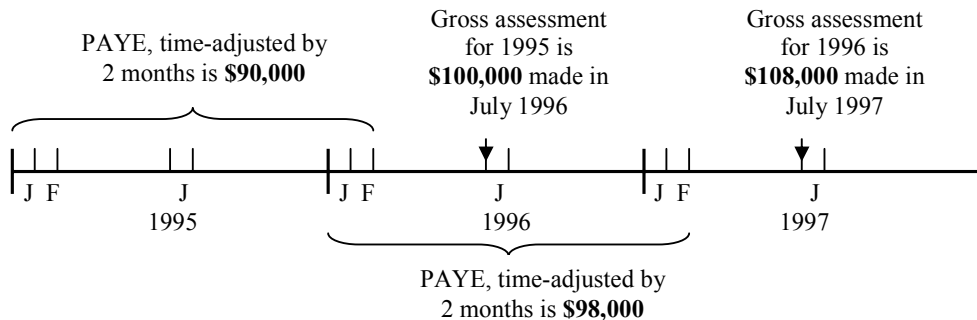 PAYE, time-adjusted by
2 months is $90,000
Gross assessment
for 1995 is
$100,000 made in
July 1996
Gross assessment
for 1996 is
$108,000 made in
July 1997
J F J J F J J F J
1995 1996 1997
PAYE, time-adjusted by
2 months is $98,000